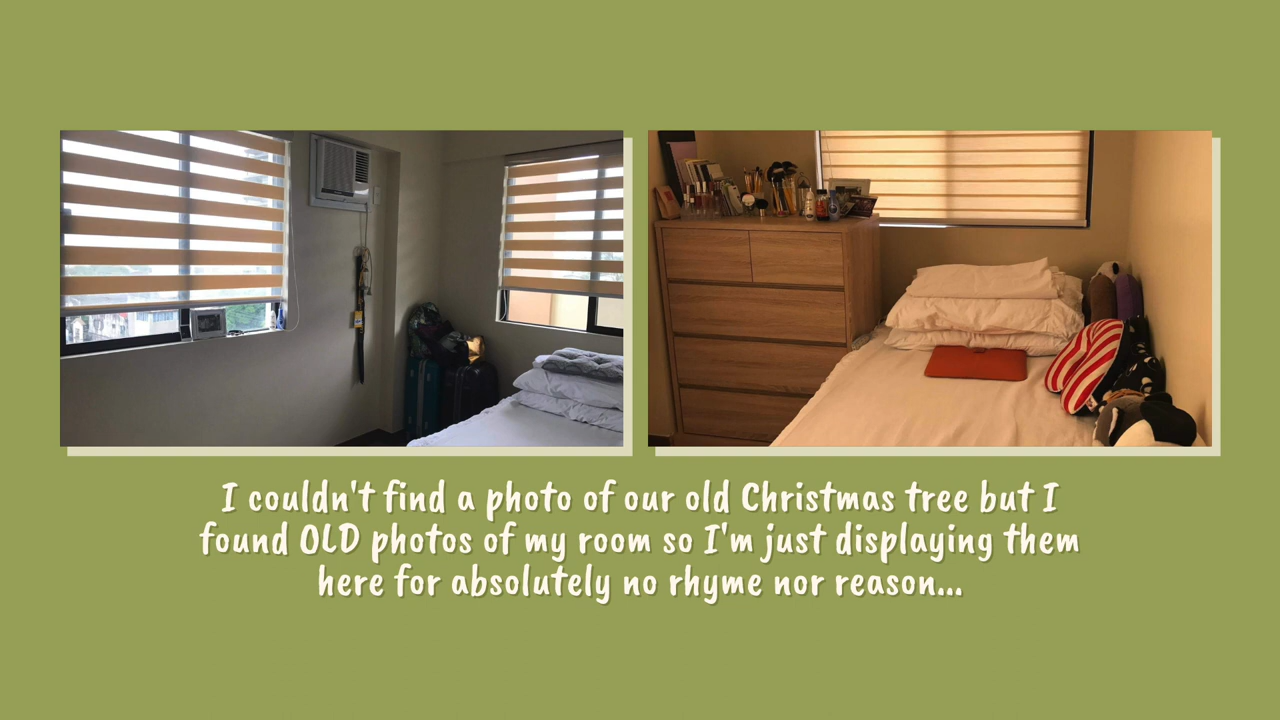 I couldn't find a photo of our old Christmas tree but I
found OLD photos of my room so I'm just displaying them
here for absolutely no rhyme nor reason...